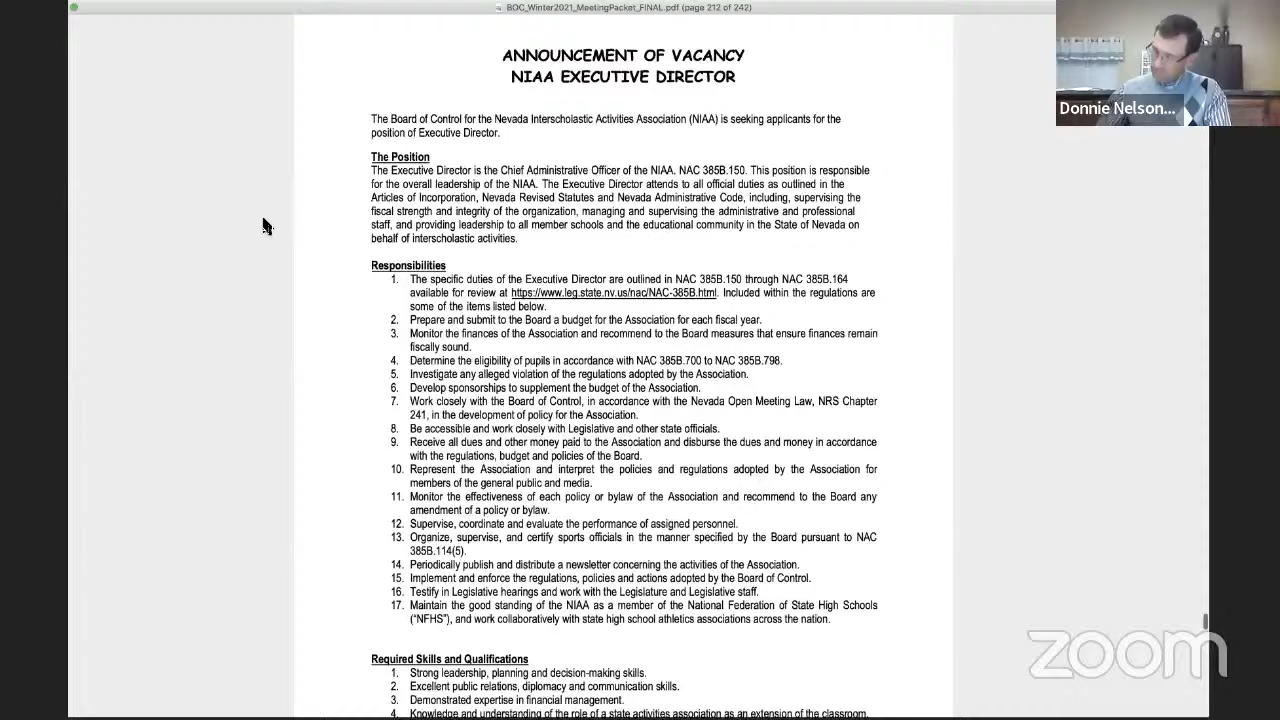 BOC_Winter2021_MeetingPacket_FINAL.pdf (page 212 of 242)
ANNOUNCEMENT OF VACANCY
NIAA EXECUTIVE DIRECTOR
Donnie Nelson...
The Board of Control for the Nevada Interscholastic Activities Association (NIAA) is seeking applicants for the
position of Executive Director.
The Position
The Executive Director is the Chief Administrative Officer of the NIAA. NAC 385B.150. This position is responsible
for the overall leadership of the NIAA. The Executive Director attends to all official duties as outlined in the
Articles of Incorporation, Nevada Revised Statutes and Nevada Administrative Code, including, supervising the
fiscal strength and integrity of the organization, managing and supervising the administrative and professional
staff, and providing leadership to all member schools and the educational community in the State of Nevada on
behalf of interscholastic activities.
Responsibilities
1. The specific duties of the Executive Director are outlined in NAC 385B.150 through NAC 385B.164
available for review at https://www.leg.state.nv.us/nac/NAC-385B.html. Included within the regulations are
some of the items listed below.
2. Prepare and submit to the Board a budget for the Association for each fiscal year.
3. Monitor the finances of the Association and recommend to the Board measures that ensure finances remain
fiscally sound.
4. Determine the eligibility of pupils in accordance with NAC 385B.700 to NAC 385B.798.
5. Investigate any alleged violation of the regulations adopted by the Association.
6. Develop sponsorships to supplement the budget of the Association.
7. Work closely with the Board of Control, in accordance with the Nevada Open Meeting Law, NRS Chapter
241, in the development of policy for the Association.
8. Be accessible and work closely with Legislative and other state officials.
9. Receive all dues and other money paid to the Association and disburse the dues and money in accordance
with the regulations, budget and policies of the Board.
10. Represent the Association and interpret the policies and regulations adopted by the Association for
members of the general public and media.
11. Monitor the effectiveness of each policy or bylaw of the Association and recommend to the Board any
amendment of a policy or bylaw.
12. Supervise, coordinate and evaluate the performance of assigned personnel.
13. Organize, supervise, and certify sports officials in the manner specified by the Board pursuant to NAC
385B.114(5).
14. Periodically publish and distribute a newsletter concerning the activities of the Association.
15. Implement and enforce the regulations, policies and actions adopted by the Board of Control.
16. Testify in Legislative hearings and work with the Legislature and Legislative staff.
17. Maintain the good standing of the NIAA as a member of the National Federation of State High Schools
("NFHS"), and work collaboratively with state high school athletics associations across the nation.
Required Skills and Qualifications
1. Strong leadership, planning and decision-making skills.
2. Excellent public relations, diplomacy and communication skills.
3. Demonstrated expertise in financial management.
4. Knowledge and understanding of the role of a state activities association as an extension of the classroom.
zoom